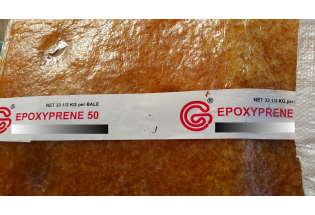 NET 33 1/3 KG per BALE
EPOXYPRENE 50
NET 33 1/3 KG per
® EPOXYPRENE